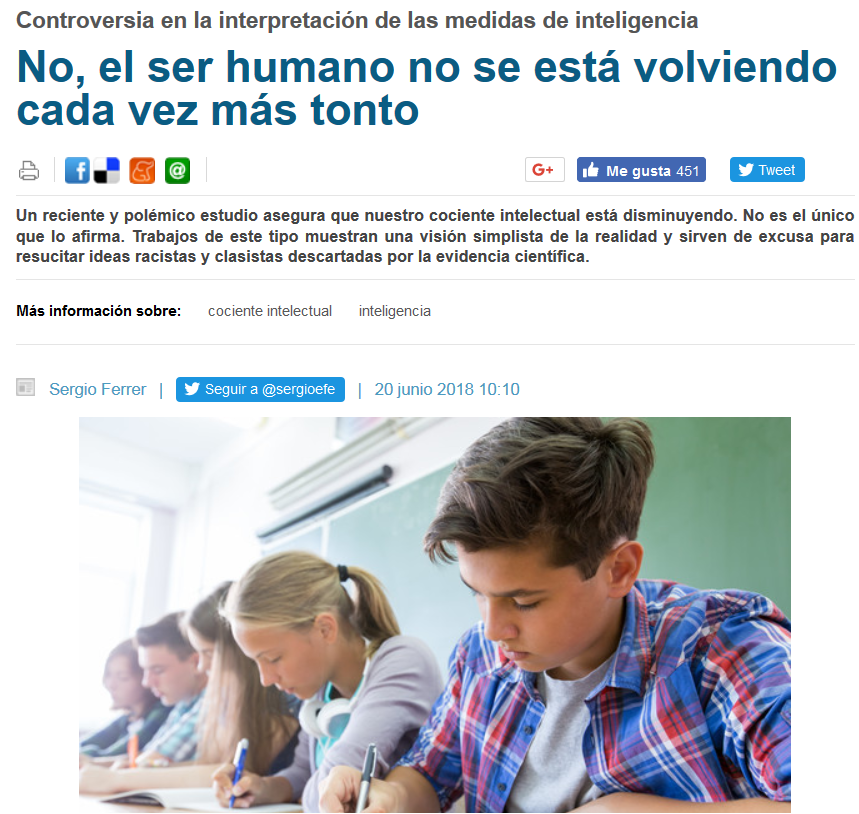 Controversia en la interpretación de las medidas de inteligencia
No, el ser humano no se está volviendo
cada vez más tonto
f @ G+ Me gusta 451 Tweet
Un reciente y polémico estudio asegura que nuestro cociente intelectual está disminuyendo. No es el único
que lo afirma. Trabajos de este tipo muestran una visión simplista de la realidad y sirven de excusa para
resucitar ideas racistas y clasistas descartadas por la evidencia científica.
Más información sobre: cociente intelectual inteligencia
Sergio Ferrer | Seguir a @sergioefe | 20 junio 2018 10:10